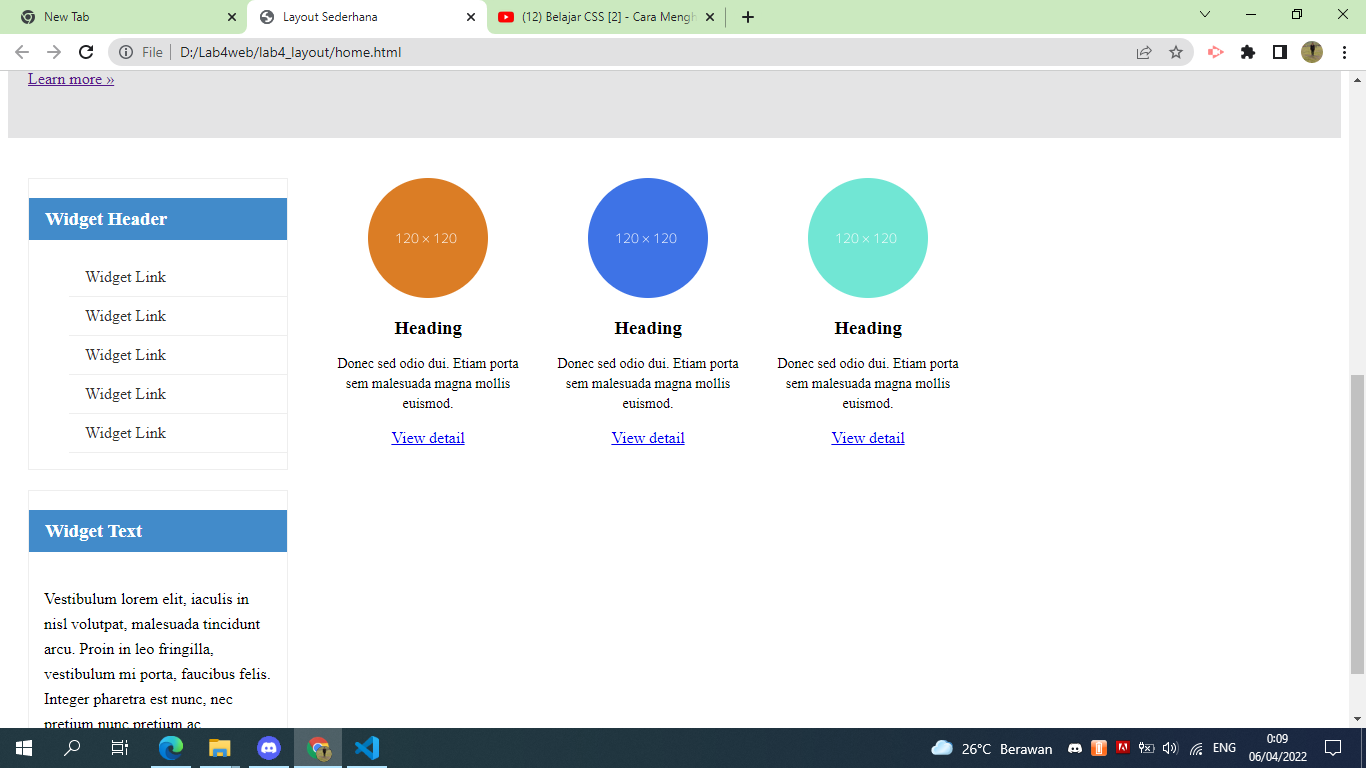 New Tab
Layout Sederhana
(12) Belajar CSS [2] - Cara Mengh
File
D:/Lab4web/lab4_layout/home.html
Learn more »
Widget Header
Widget Link
Widget Link
Widget Link
Widget Link
Widget Link
Widget Text
Vestibulum lorem elit, iaculis in
nisl volutpat, malesuada tincidunt
arcu. Proin in leo fringilla,
vestibulum mi porta, faucibus felis.
Integer pharetra est nunc, nec
pretium nunc pretium ac
120 × 120
Heading
Donec sed odio dui. Etiam porta
sem malesuada magna mollis
euismod.
View detail
120 × 120
Heading
Donec sed odio dui. Etiam porta
sem malesuada magna mollis
euismod.
View detail
120 × 120
Heading
Donec sed odio dui. Etiam porta
sem malesuada magna mollis
euismod.
View detail
26°C Berawan
ENG
0:09
06/04/2022